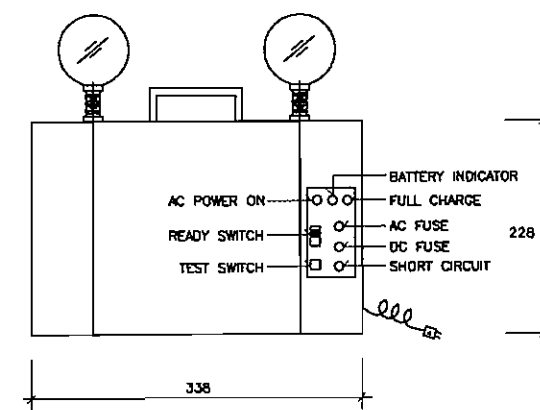 BATTERY INDICATOR
AC POWER ON
FULL CHARGE
AC FUSE
READY SWITCH
DC FUSE
TEST SWITCH
SHORT CIRCUIT
228
338